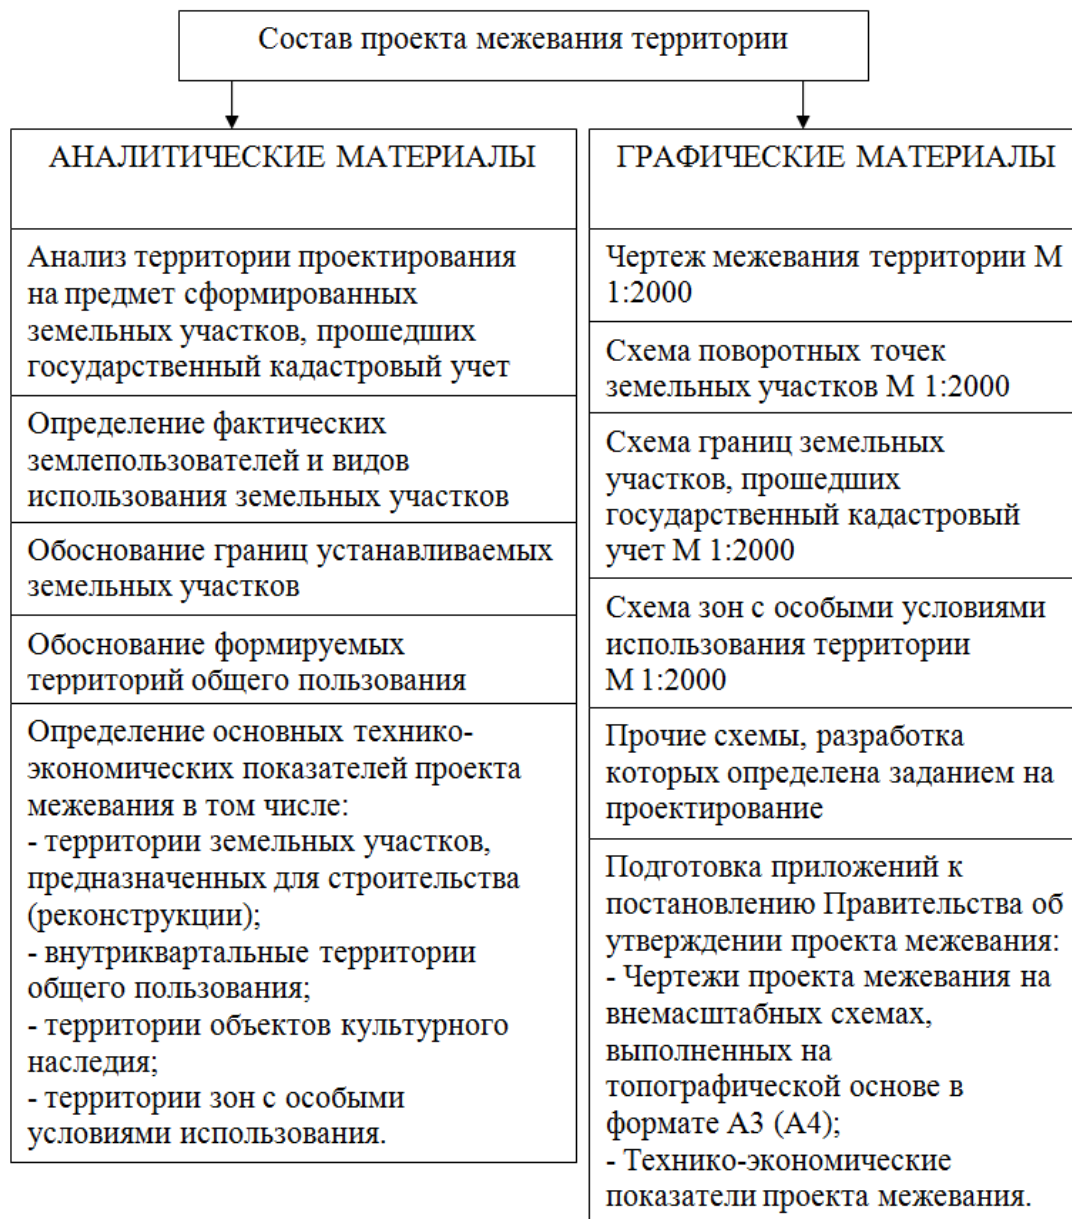 Состав проекта межевания территории
АНАЛИТИЧЕСКИЕ МАТЕРИАЛЫ
Анализ территории проектирования
на предмет сформированных
земельных участков, прошедших
государственный кадастровый учет
Определение фактических
землепользователей и видов
использования земельных участков
Обоснование границ устанавливаемых
земельных участков
Обоснование формируемых
территорий общего пользования
Определение основных технико-
экономических показателей проекта
межевания в том числе:
- территории земельных участков,
предназначенных для строительства
(реконструкции);
- внутриквартальные территории
общего пользования;
- территории объектов культурного
наследия;
- территории зон с особыми
условиями использования.
ГРАФИЧЕСКИЕ МАТЕРИАЛЫ
Чертеж межевания территории М
1:2000
Схема поворотных точек
земельных участков М 1:2000
Схема границ земельных
участков, прошедших
государственный кадастровый
учет М 1:2000
Схема зон с особыми условиями
использования территории
М 1:2000
Прочие схемы, разработка
которых определена заданием на
проектирование
Подготовка приложений к
постановлению Правительства об
утверждении проекта межевания:
- Чертежи проекта межевания на
внемасштабных схемах,
выполненных на
топографической основе в
формате А3 (А4);
- Технико-экономические
показатели проекта межевания.